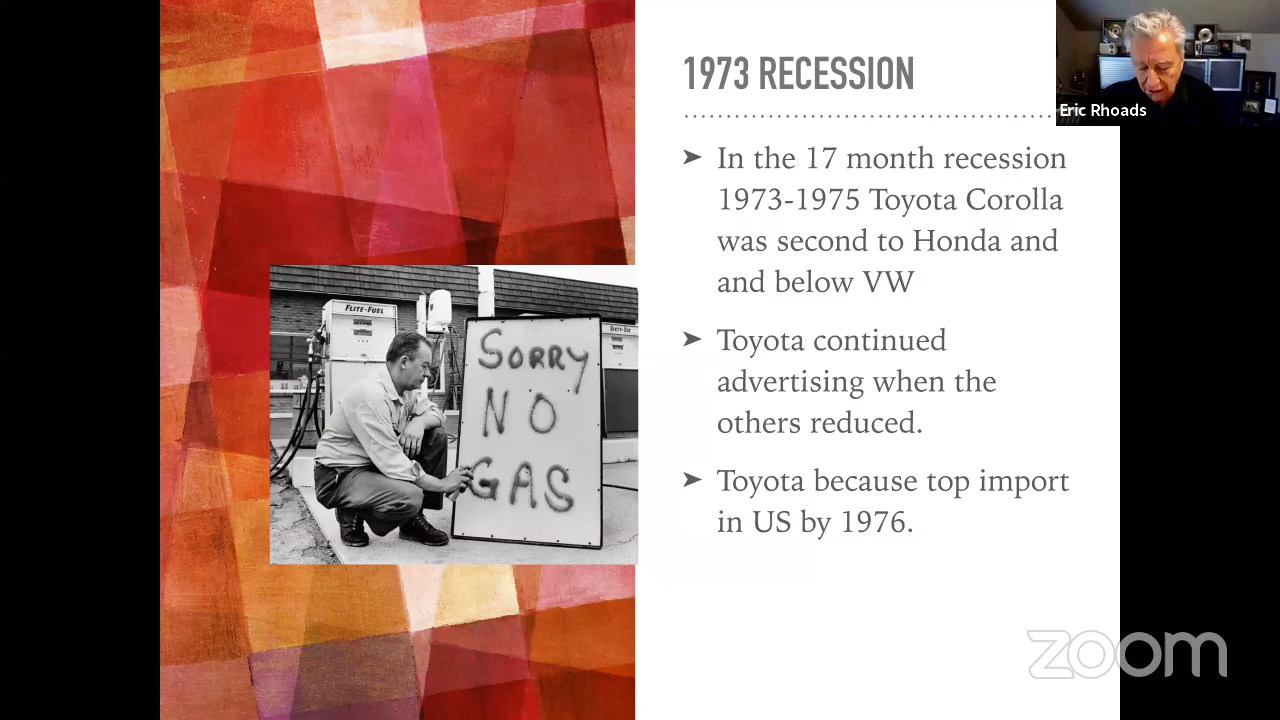 1973 RECESSION
Eric Rhoads
➤ In the 17 month recession
1973-1975 Toyota Corolla
was second to Honda and
and below VW
➤ Toyota continued
advertising when the
others reduced.
➤ Toyota because top import
in US by 1976.
FLITE-FUEL
SORRY
NO
GAS
zoom